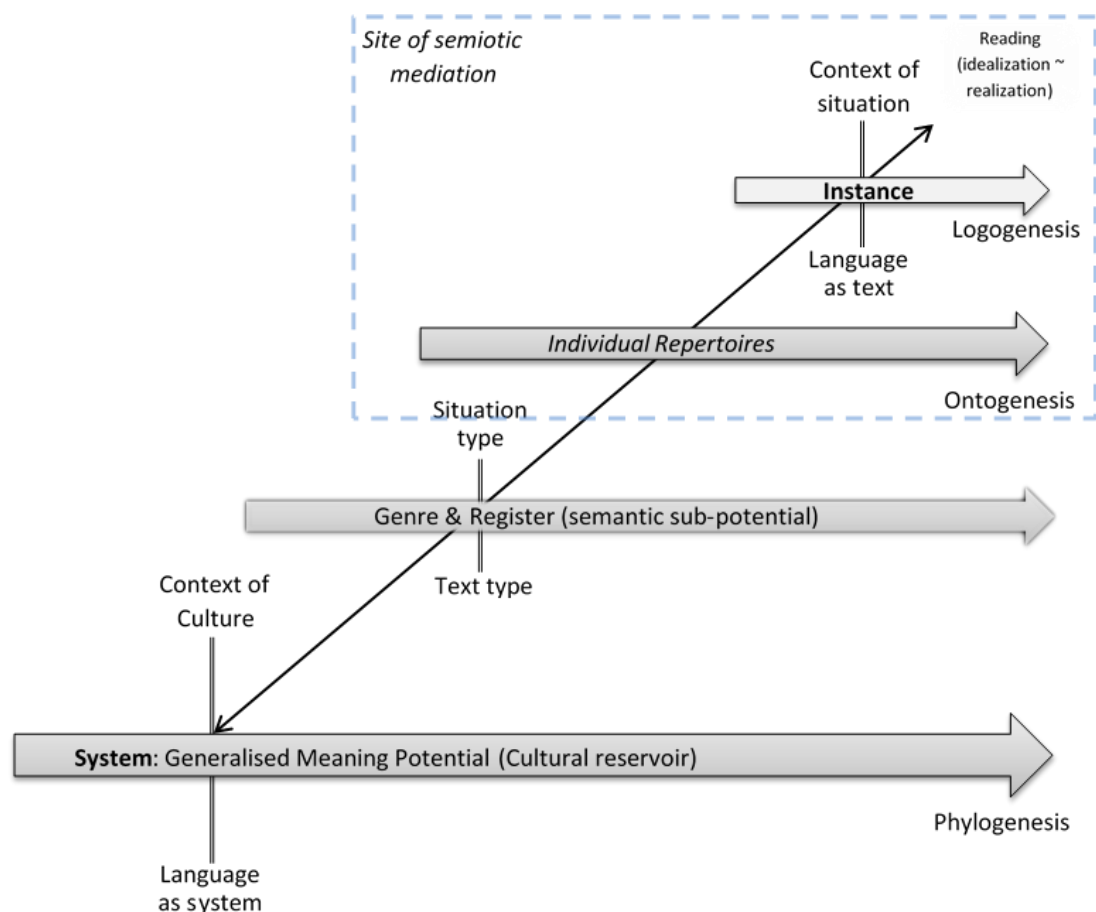 Site of semiotic
mediation
Reading
(idealization ~
realization)
Context of
situation
Instance
Logogenesis
Language
as text
Individual Repertoires
Ontogenesis
Situation
type
Genre & Register (semantic sub-potential)
Text type
Context of
Culture
System: Generalised Meaning Potential (Cultural reservoir)
Phylogenesis
Language
as system